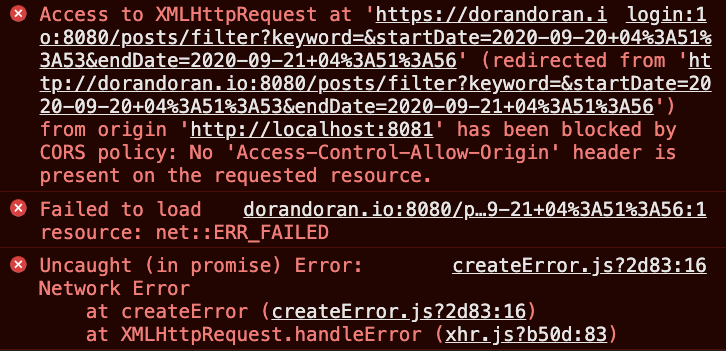 Access to XMLHttpRequest at 'https://dorandoran.i login:1
o:8080/posts/filter?keyword=&startDate=2020-09-20+04%3A51%
3A53&endDate=2020-09-21+04%3A51%3A56' (redirected from 'ht
tp://dorandoran.io:8080/posts/filter?keyword=&startDate=20
20-09-20+04%3A51%3A53&endDate=2020-09-21+04%3A51%3A56')
from origin 'http://localhost:8081' has been blocked by
CORS policy: No 'Access-Control-Allow-Origin' header is
present on the requested resource.
Failed to load dorandoran.io:8080/p…9-21+04%3A51%3A56:1
resource: net::ERR_FAILED
Uncaught (in promise) Error: createError.js?2d83:16
Network Error
at createError (createError.js?2d83:16)
at XMLHttpRequest.handleError (xhr.js?b50d:83)